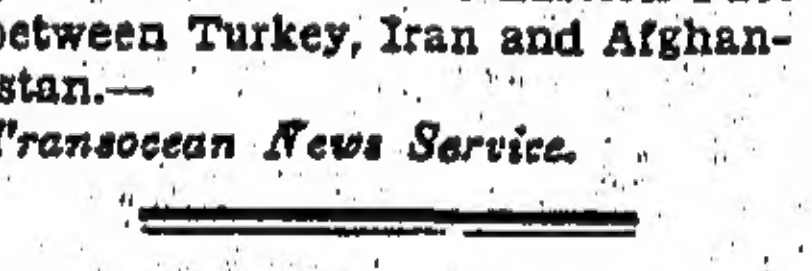 between Turkey, Iran and Afghan-
stan.—
Transocean News Service.